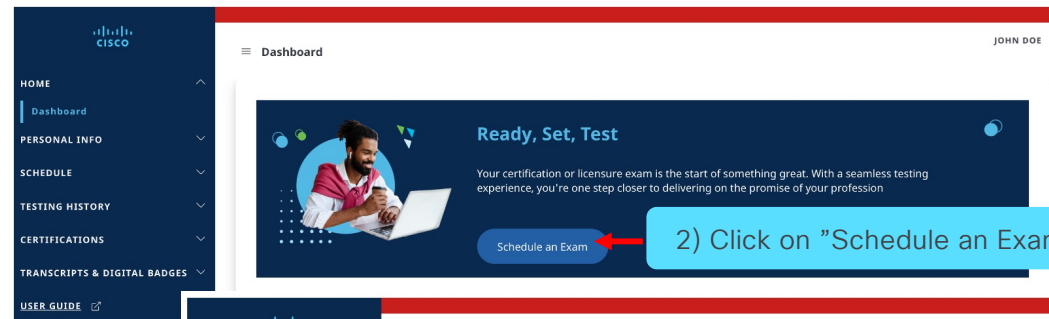 CISCO
JOHN DOE
Dashboard
HOME
Dashboard
PERSONAL INFO
SCHEDULE
TESTING HISTORY
CERTIFICATIONS
TRANSCRIPTS & DIGITAL BADGES
USER GUIDE
Ready, Set, Test
Your certification or licensure exam is the start of something great. With a seamless testing
experience, you're one step closer to delivering on the promise of your profession
Schedule an Exam
2) Click on ”Schedule an Exam